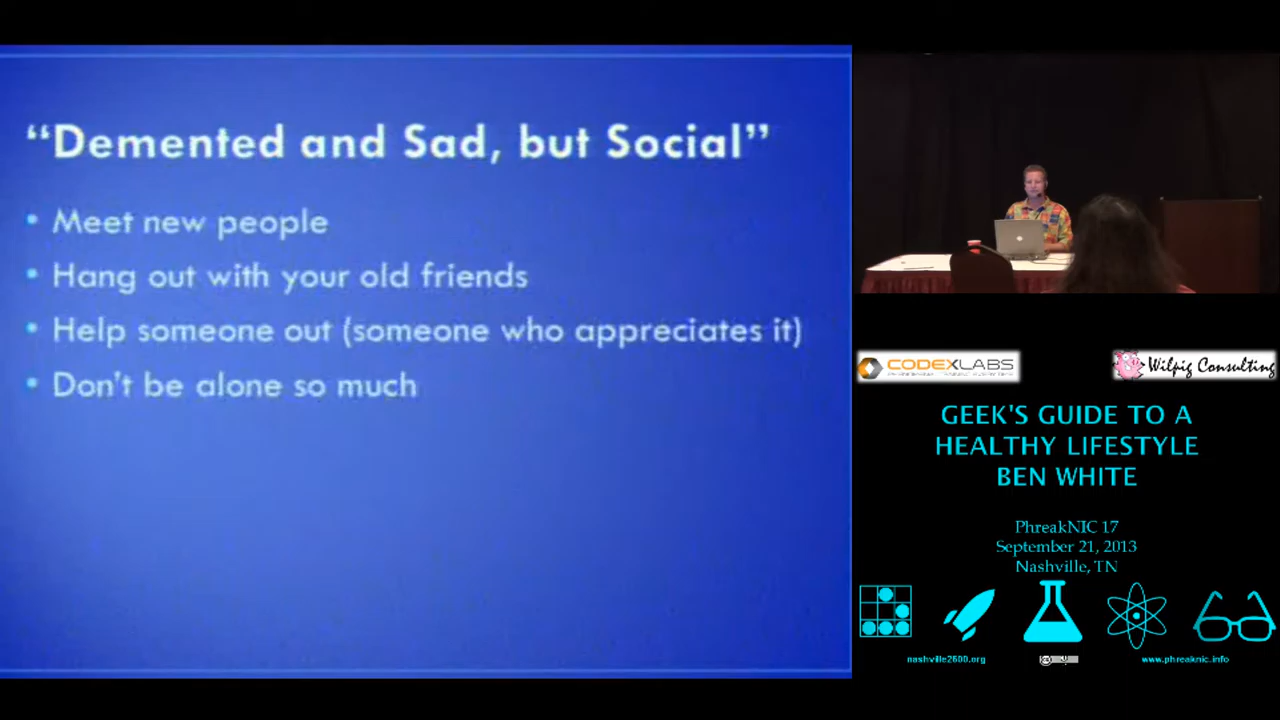 “Demented and Sad, but Social”
• Meet new people
• Hang out with your old friends
• Help someone out (someone who appreciates it)
• Don't be alone so much
CODEXLABS
Wilpig Consulting
GEEK'S GUIDE TO A
HEALTHY LIFESTYLE
BEN WHITE
PhreakNIC 17
September 21, 2013
Nashville, TN
nashville2600.org
www.phreaknic.info